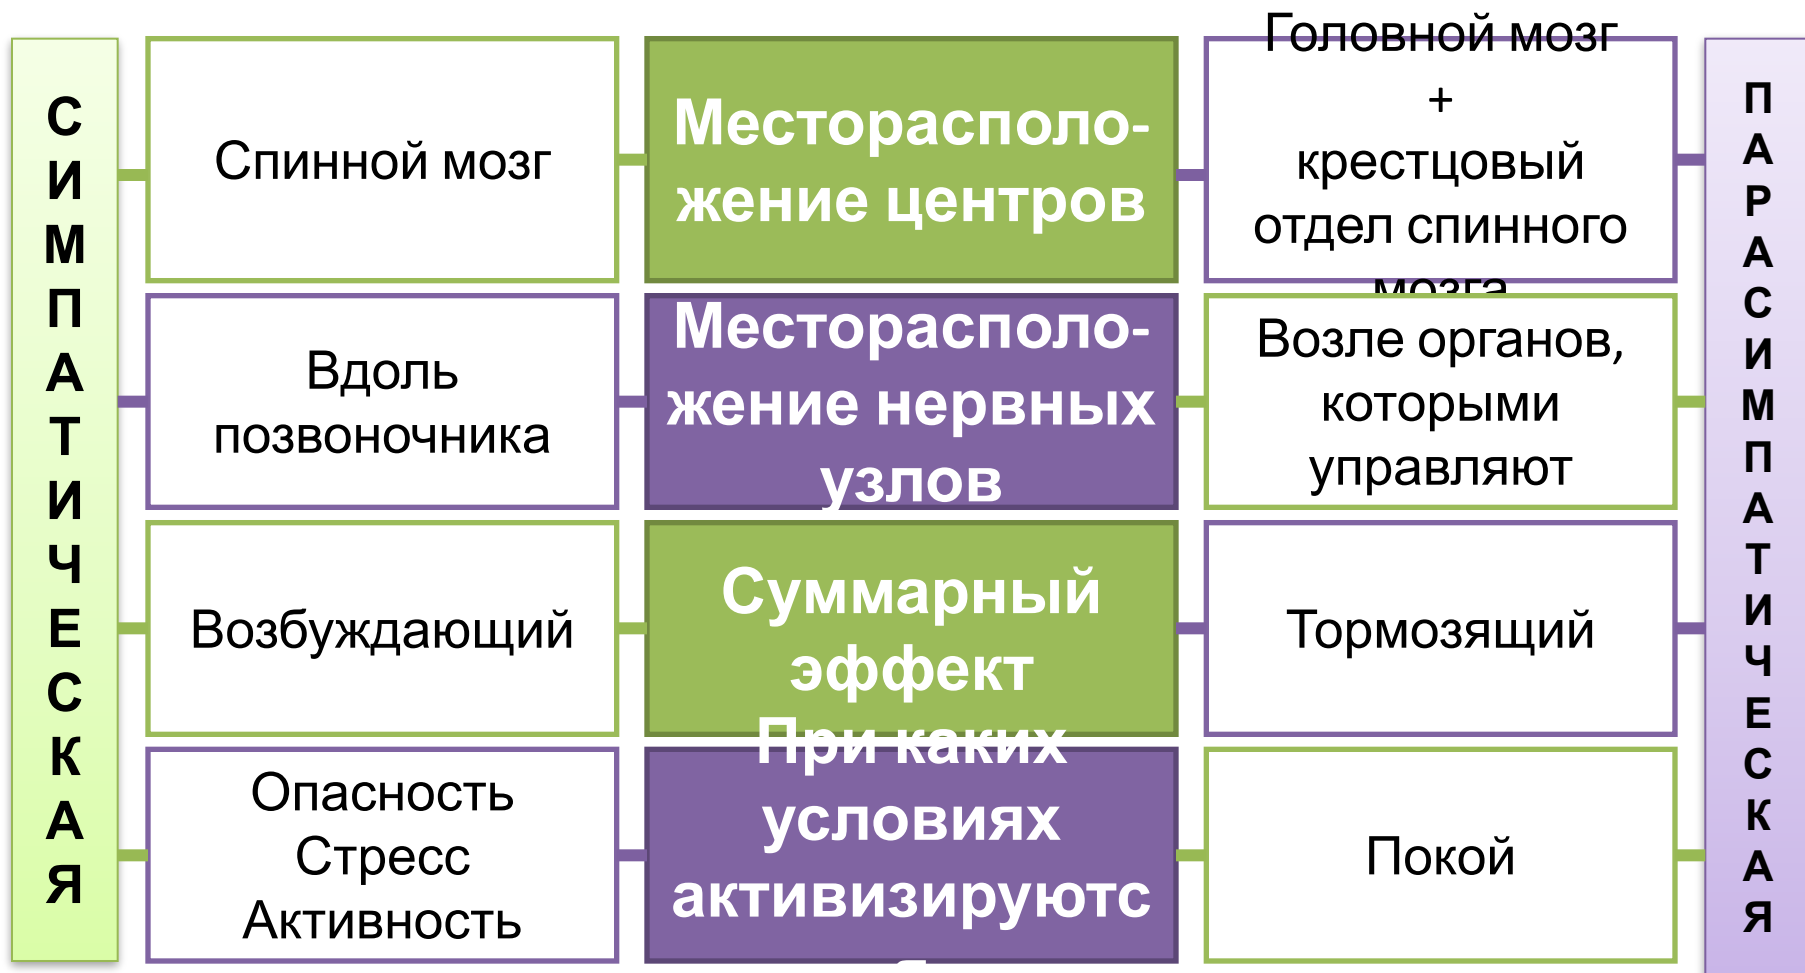 СИМПАТИЧЕСКАЯ
Спинной мозг
Месторасполо-
жение центров
Головной мозг
+
крестцовый
отдел спинного
мозга
Вдоль
позвоночника
Месторасполо-
жение нервных
узлов
Возле органов,
которыми
управляют
Возбуждающий
Суммарный
эффект
Тормозящий
Опасность
Стресс
Активность
При каких
условиях
активизируютс
я
Покой
ПАРАСИМПАТИЧЕСКАЯ